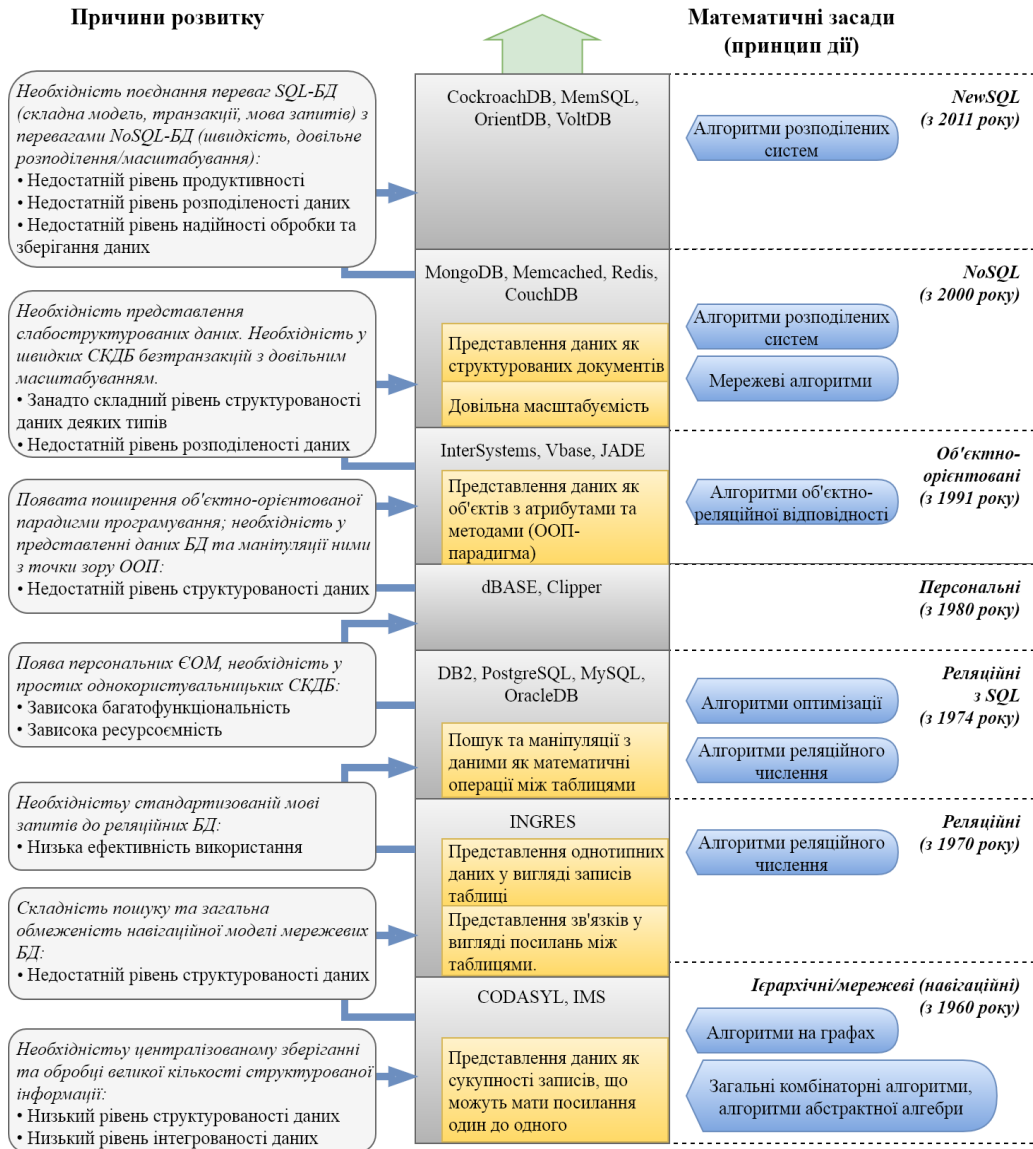 Причини розвитку
Математичні засади
(принцип дії)
Необхідність поєднання переваг SQL-БД
(складна модель, транзакції, мова запитів) з
перевагами NoSQL-БД (швидкість, довільне
розподілення/масштабування):
• Недостатній рівень продуктивності
• Недостатній рівень розподіленості даних
• Недостатній рівень надійності обробки та
зберігання даних
CockroachDB, MemSQL,
OrientDB, VoltDB
NewSQL
(з 2011 року)
Алгоритми розподілених
систем
Необхідність представлення
слабоструктурованих даних. Необхідність у
швидких СКДБ безтранзакцій з довільним
масштабуванням.
• Занадто складний рівень структурованості
даних деяких типів
• Недостатній рівень розподіленості даних
MongoDB, Memcached, Redis,
CouchDB
Представлення даних як
структурованих документів
Довільна масштабуємість
NoSQL
(з 2000 року)
Алгоритми розподілених
систем
Мережеві алгоритми
Появата поширення об'єктно-орієнтованої
парадигми програмування; необхідність у
представленні даних БД та маніпуляції ними
з точки зору ООП:
• Недостатній рівень структурованості даних
InterSystems, Vbase, JADE
Представлення даних як
об'єктів з атрибутами та
методами (ООП-
парадигма)
Об'єктно-
орієнтовані
(з 1991 року)
Алгоритми об'єктно-
реляційної відповідності
dBASE, Clipper
Персональні
(з 1980 року)
Поява персональних ЄОМ, необхідність у
простих однокористувальницьких СКДБ:
• Зависока багатофункціональність
• Зависока ресурсоємність
DB2, PostgreSQL, MySQL,
OracleDB
Пошук та маніпуляції з
даними як математичні
операції між таблицями
Реляційні
з SQL
(з 1974 року)
Алгоритми оптимізації
Алгоритми реляційного
числення
Необхідністьу стандартизованій мові
запитів до реляційних БД:
• Низька ефективність використання
INGRES
Представлення однотипних
даних у вигляді записів
таблиці
Представлення зв'язків у
вигляді посилань між
таблицями.
Реляційні
(з 1970 року)
Алгоритми реляційного
числення
Складність пошуку та загальна
обмеженість навігаційної моделі мережевих
БД:
• Недостатній рівень структурованості даних
CODASYL, IMS
Представлення даних як
сукупності записів, що
можуть мати посилання
один до одного
Ієрархічні/мережеві (навігаційні)
(з 1960 року)
Алгоритми на графах
Загальні комбінаторні алгоритми,
алгоритми абстрактної алгебри
Необхідністьу централізованому зберіганні
та обробці великої кількості структурованої
інформації:
• Низький рівень структурованості даних
• Низький рівень інтегрованості даних